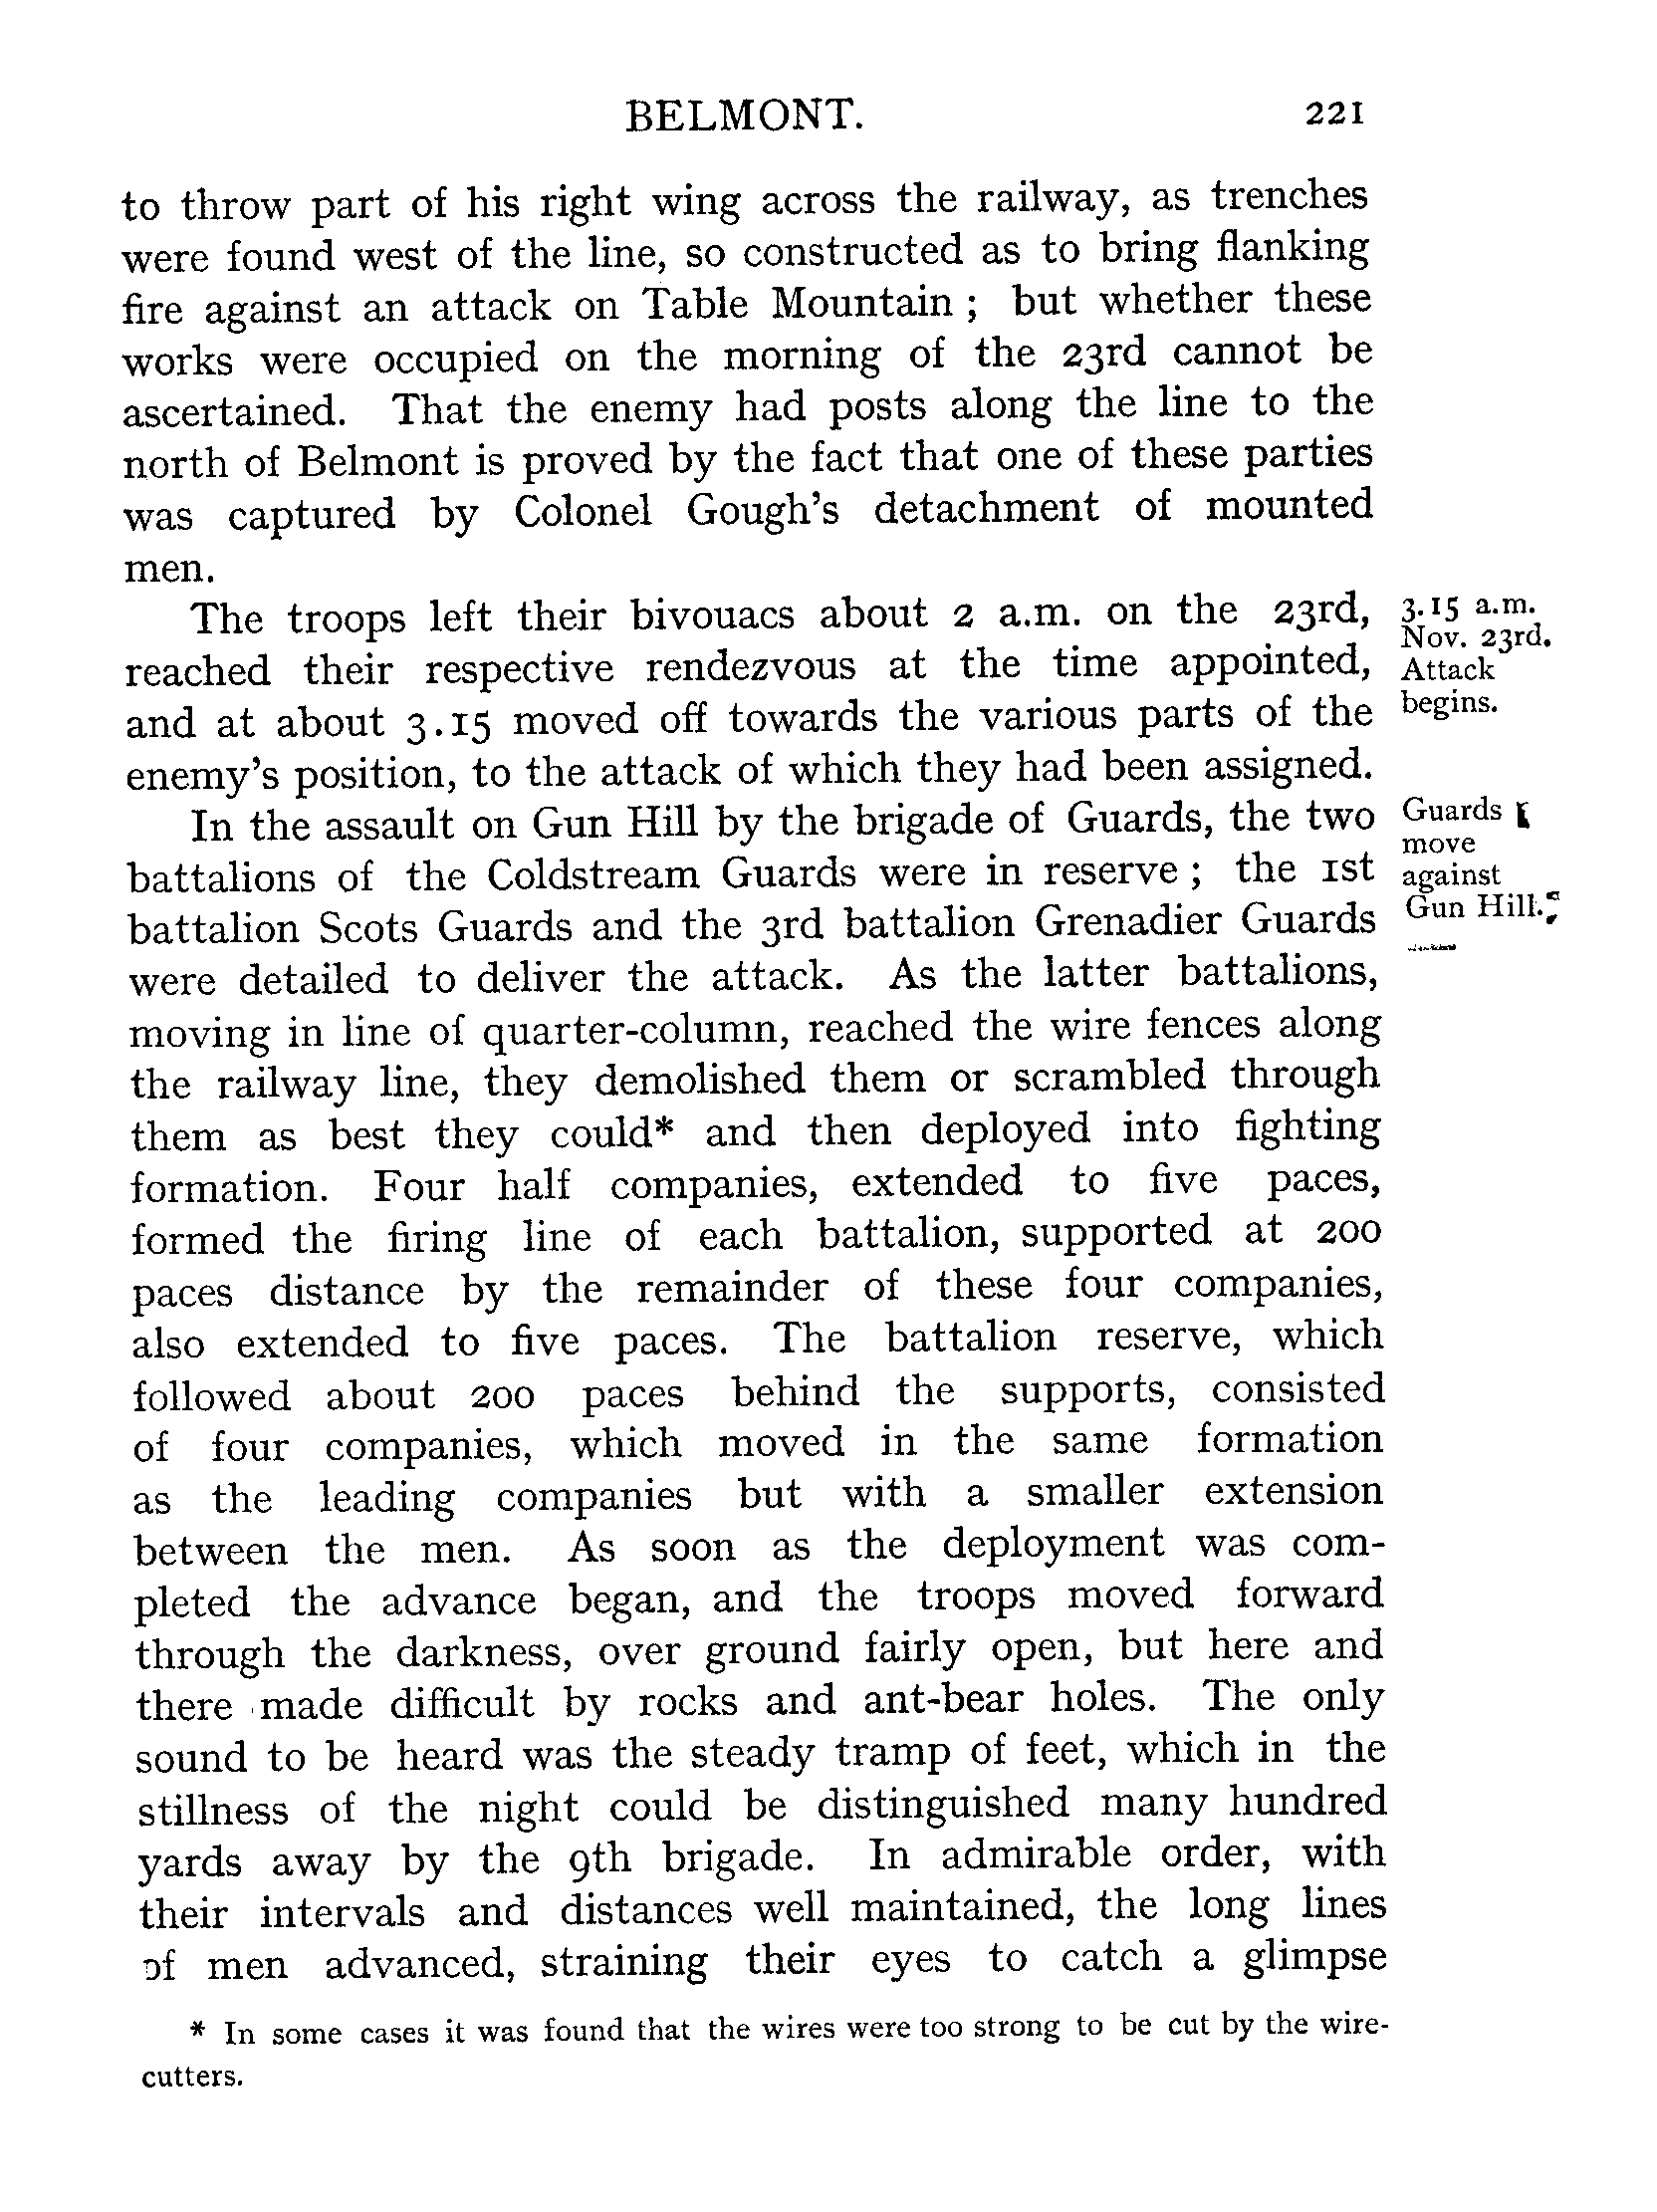 BELMONT. 221
to throw part of his right wing across the railway, as trenches
were found west of the line, so constructed as to bring flanking
fire against an attack on Table Mountain ; but whether these
works were occupied on the morning of the 23rd cannot be
ascertained. That the enemy had posts along the line to the
north of Belmont is proved by the fact that one of these parties
was captured by Colonel Gough's detachment of mounted
men.
The troops left their bivouacs about 2 a.m. on the 23rd,
reached their respective rendezvous at the time appointed,
and at about 3.15 moved off towards the various parts of the
enemy's position, to the attack of which they had been assigned.
3.15 a.m.
Nov. 23rd.
Attack
begins.
In the assault on Gun Hill by the brigade of Guards, the two
battalions of the Coldstream Guards were in reserve ; the 1st
battalion Scots Guards and the 3rd battalion Grenadier Guards
were detailed to deliver the attack. As the latter battalions,
moving in line of quarter-column, reached the wire fences along
the railway line, they demolished them or scrambled through
them as best they could* and then deployed into fighting
formation. Four half companies, extended to five paces,
formed the firing line of each battalion, supported at 200
paces distance by the remainder of these four companies,
also extended to five paces. The battalion reserve, which
followed about 200 paces behind the supports, consisted
of four companies, which moved in the same formation
as the leading companies but with a smaller extension
between the men. As soon as the deployment was com-
pleted the advance began, and the troops moved forward
through the darkness, over ground fairly open, but here and
there made difficult by rocks and ant-bear holes. The only
sound to be heard was the steady tramp of feet, which in the
stillness of the night could be distinguished many hundred
yards away by the 9th brigade. In admirable order, with
their intervals and distances well maintained, the long lines
of men advanced, straining their eyes to catch a glimpse
Guards
move
against
Gun Hill.
* In some cases it was found that the wires were too strong to be cut by the wire-
cutters.